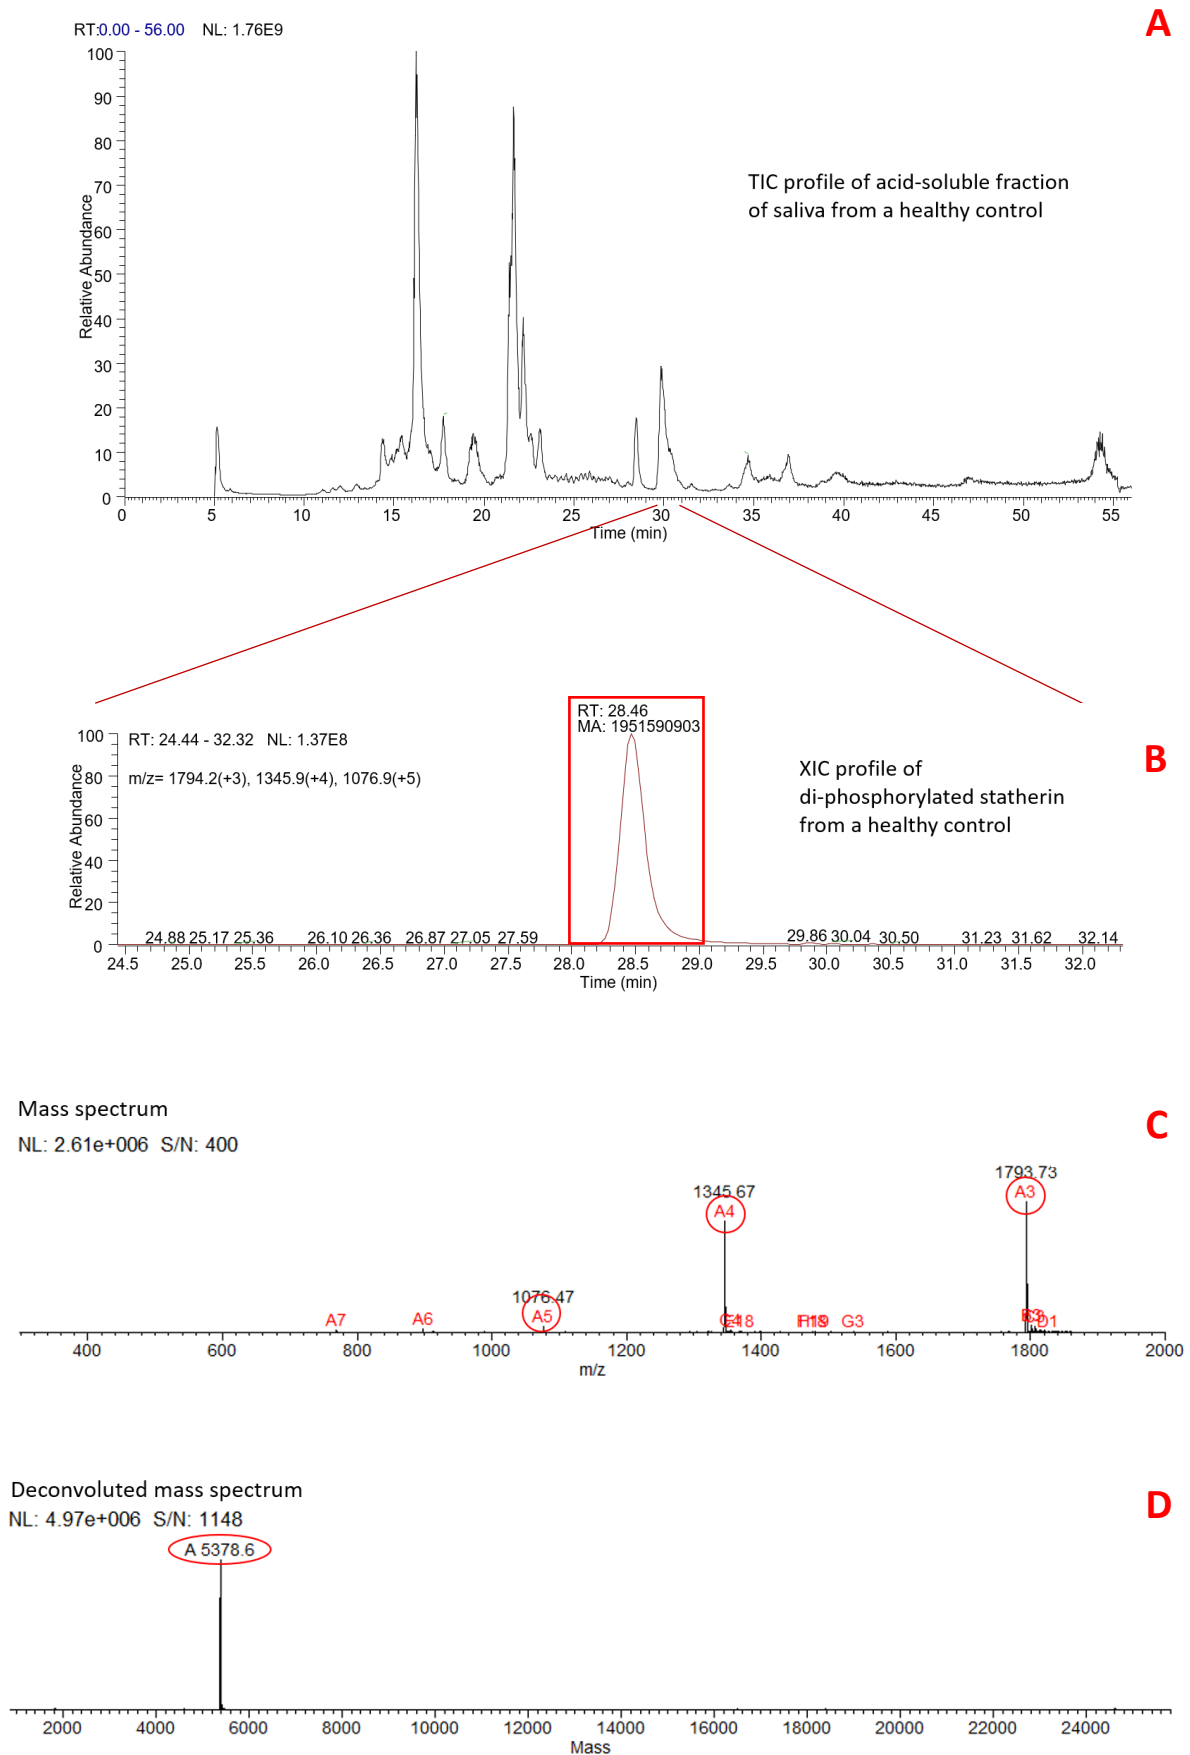 A
RT:0.00 - 56.00 NL: 1.76E9
100
90
80
70
60
50
40
30
20
10
0
Relative Abundance
TIC profile of acid-soluble fraction
of saliva from a healthy control
0 5 10 15 20 25 30 35 40 45 50 55
Time (min)
B
RT: 28.46
MA: 1951590903
RT: 24.44 - 32.32 NL: 1.37E8
m/z= 1794.2(+3), 1345.9(+4), 1076.9(+5)
XIC profile of
di-phosphorylated statherin
from a healthy control
100
80
60
40
20
0
Relative Abundance
24.88 25.17 25.36 26.10 26.36 26.87 27.05 27.59 29.86 30.04 30.50 31.23 31.62 32.14
24.5 25.0 25.5 26.0 26.5 27.0 27.5 28.0 28.5 29.0 29.5 30.0 30.5 31.0 31.5 32.0
Time (min)
Mass spectrum
C
NL: 2.61e+006 S/N: 400
1793.73
A3
1345.67
A4
1076.47
A5
A7 A6 G3 D1
400 600 800 1000 1200 1400 1600 1800 2000
m/z
Deconvoluted mass spectrum
D
NL: 4.97e+006 S/N: 1148
A 5378.6
2000 4000 6000 8000 10000 12000 14000 16000 18000 20000 22000 24000
Mass